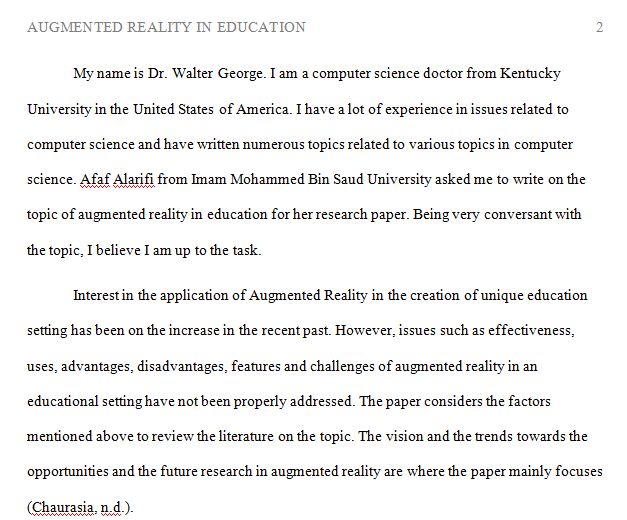 AUGMENTED REALITY IN EDUCATION 2
My name is Dr. Walter George. I am a computer science doctor from Kentucky
University in the United States of America. I have a lot of experience in issues related to
computer science and have written numerous topics related to various topics in computer
science. Afaf Alarifi from Imam Mohammed Bin Saud University asked me to write on the
topic of augmented reality in education for her research paper. Being very conversant with
the topic, I believe I am up to the task.
Interest in the application of Augmented Reality in the creation of unique education
setting has been on the increase in the recent past. However, issues such as effectiveness,
uses, advantages, disadvantages, features and challenges of augmented reality in an
educational setting have not been properly addressed. The paper considers the factors
mentioned above to review the literature on the topic. The vision and the trends towards the
opportunities and the future research in augmented reality are where the paper mainly focuses
(Chaurasia, n.d.).